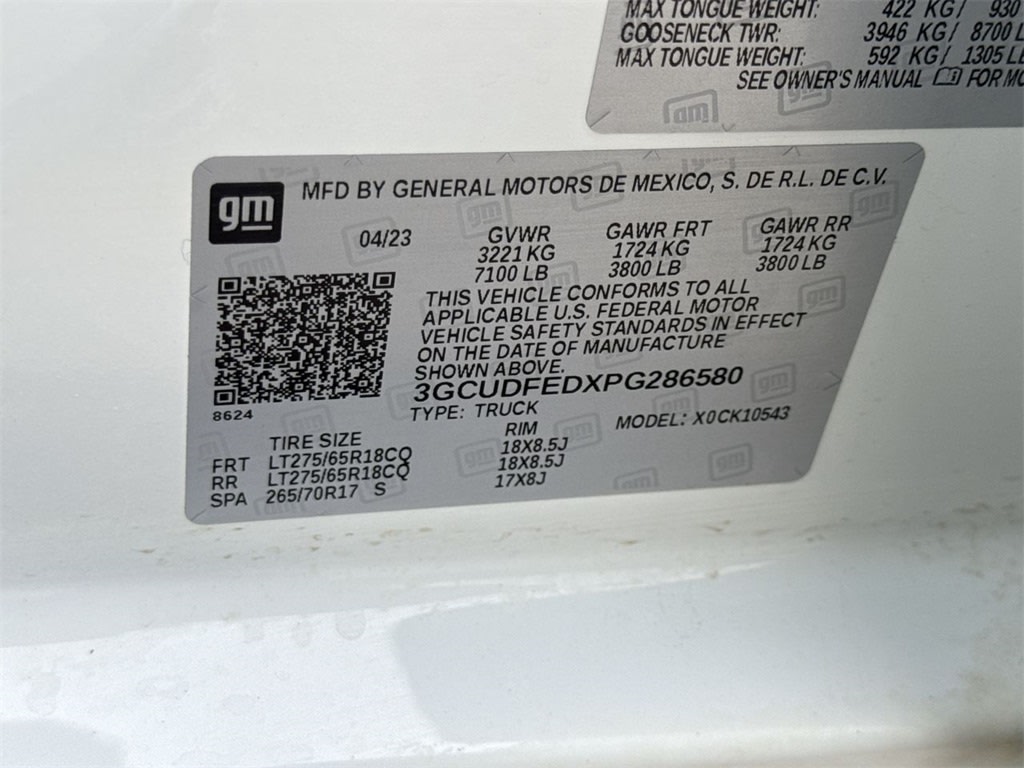 MAX TONGUE WEIGHT: 422 KG/ 930
GOOSENECK TWR: 3946 KG/ 8700 L
MAX TONGUE WEIGHT: 592 KG/ 1305 LB
SEE OWNER'S MANUAL FOR MO
gm
gm
gm MFD BY GENERAL MOTORS DE MEXICO, S. DE R.L. DE C.V.
04/23 GVWR GAWR FRT GAWR RR
3221 KG 1724 KG 1724 KG
7100 LB 3800 LB 3800 LB
THIS VEHICLE CONFORMS TO ALL
APPLICABLE U.S. FEDERAL MOTOR
VEHICLE SAFETY STANDARDS IN EFFECT
ON THE DATE OF MANUFACTURE
SHOWN ABOVE.
3GCUDFEDXPG286580
8624
TYPE: TRUCK MODEL: X0CK10543
TIRE SIZE RIM
FRT LT275/65R18CQ 18X8.5J
RR LT275/65R18CQ 18X8.5J
SPA 265/70R17 S 17X8J